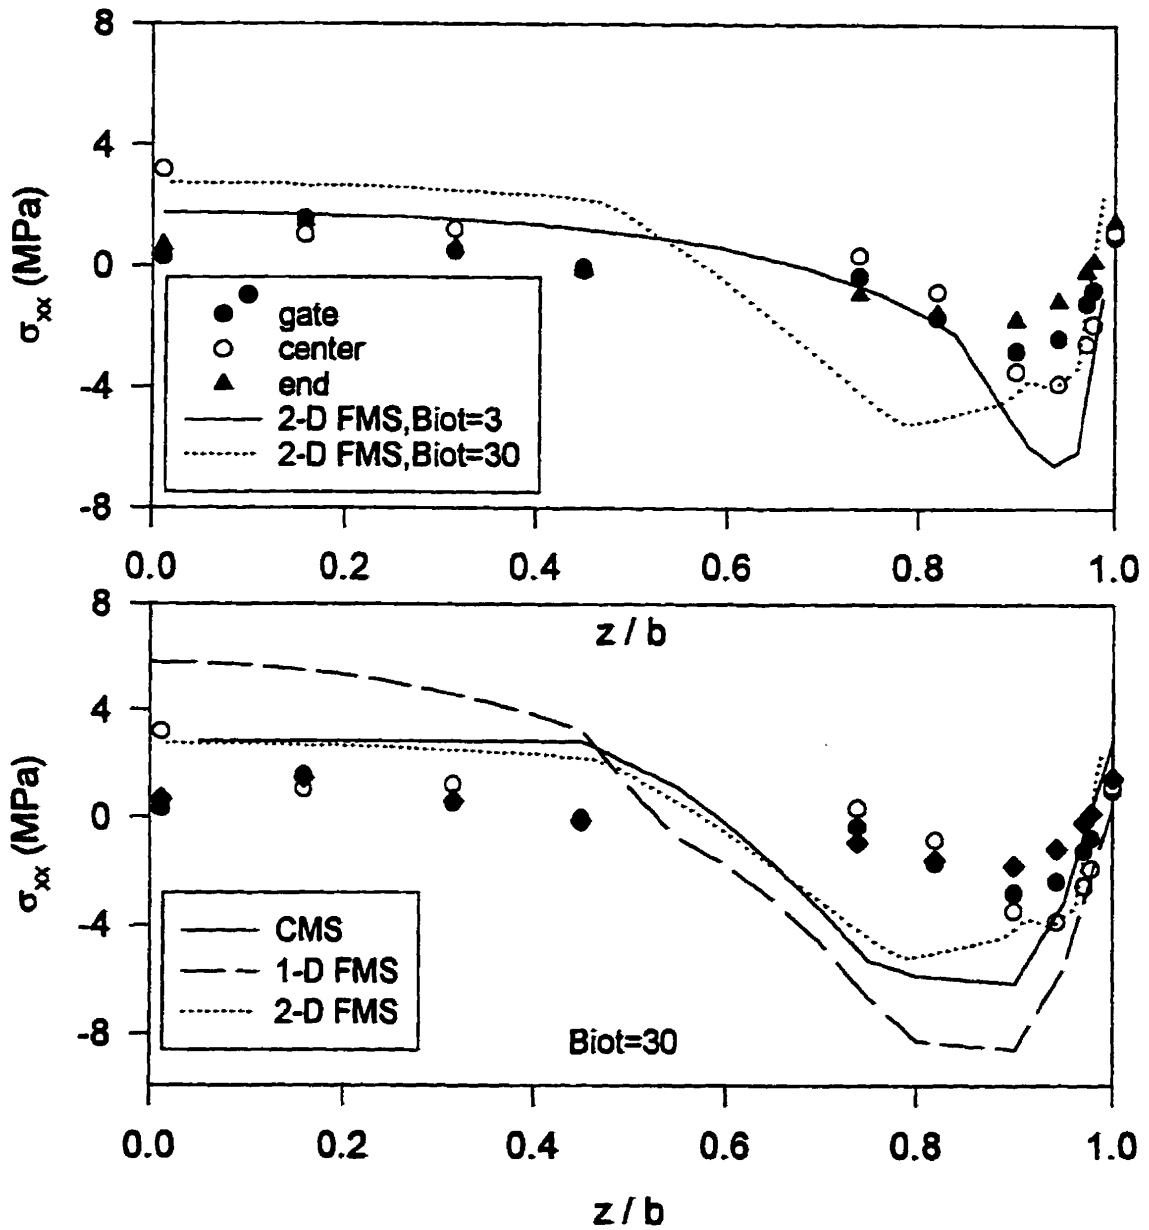 8
4
0
-4
-8
σxx (MPa)
gate
center
end
2-D FMS,Biot=3
2-D FMS,Biot=30
0.0 0.2 0.4 0.6 0.8 1.0
z / b
8
4
0
-4
-8
σxx (MPa)
CMS
1-D FMS
2-D FMS
Biot=30
0.0 0.2 0.4 0.6 0.8 1.0
z / b